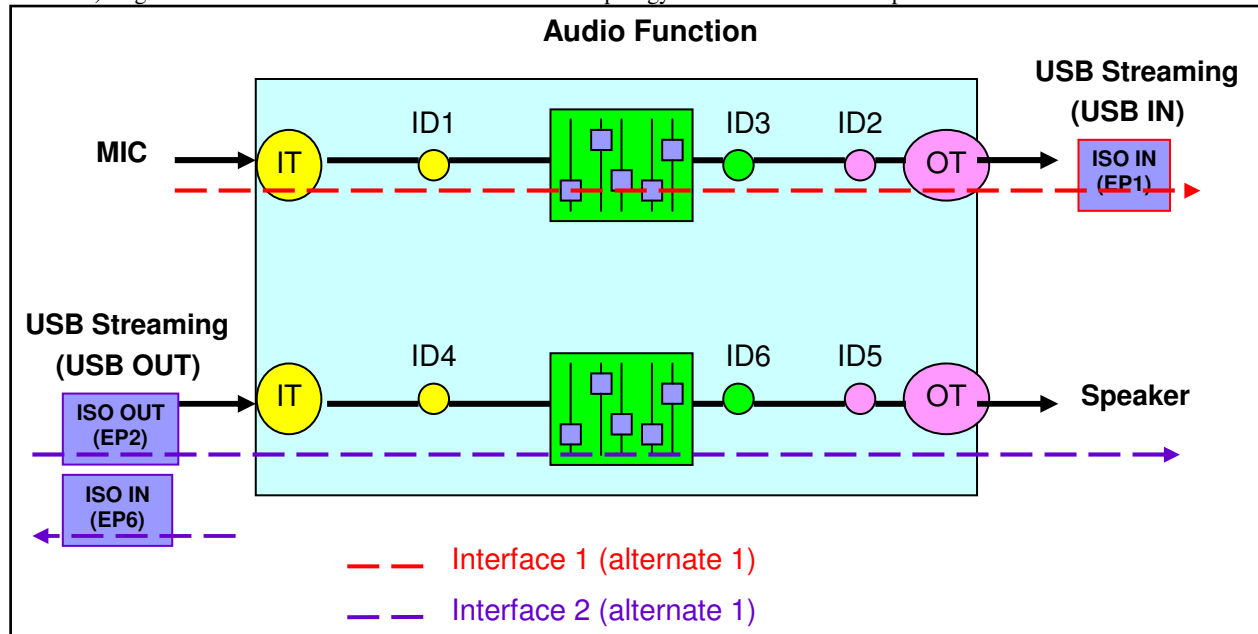 Audio Function
USB Streaming
(USB IN)
MIC
IT
ID1
ID3
ID2
OT
ISO IN
(EP1)
USB Streaming
(USB OUT)
ISO OUT
(EP2)
IT
ID4
ID6
ID5
OT
Speaker
ISO IN
(EP6)
Interface 1 (alternate 1)
Interface 2 (alternate 1)